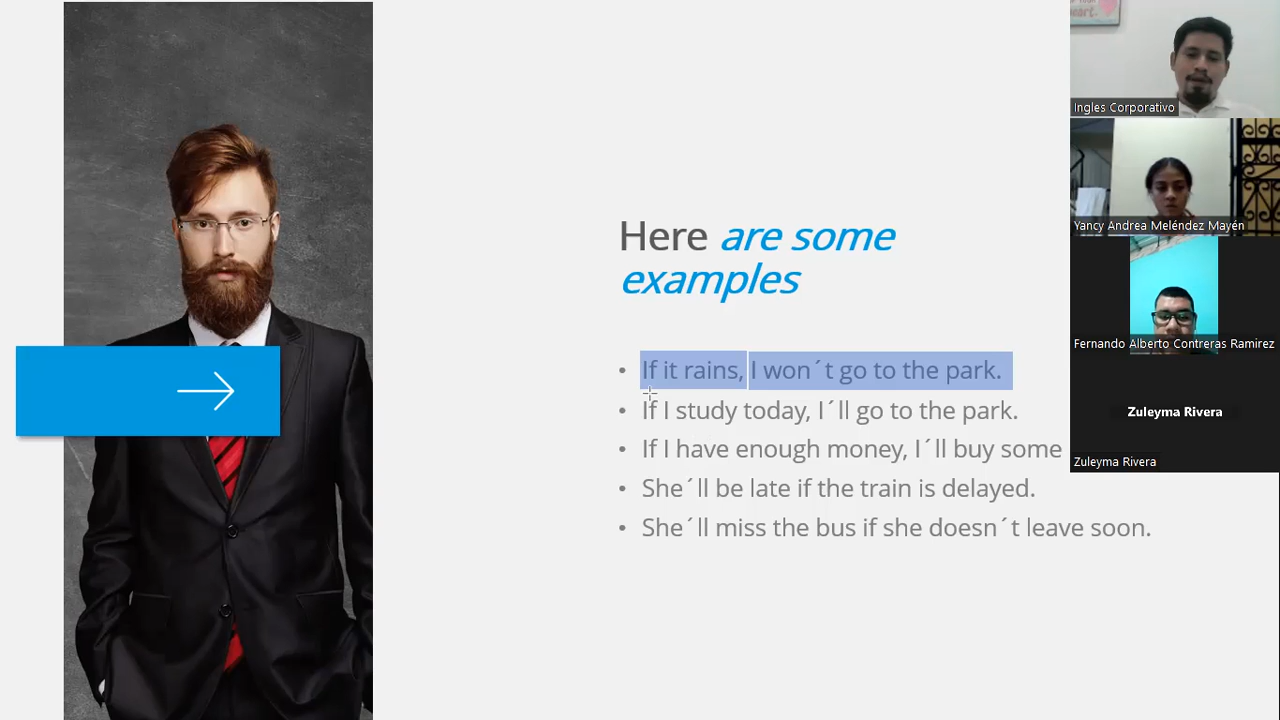 Here are some
examples
• If it rains, I won´t go to the park.
• If I study today, I´ll go to the park.
• If I have enough money, I´ll buy some
• She´ll be late if the train is delayed.
• She´ll miss the bus if she doesn´t leave soon.
eart.
Ingles Corporativo
Yancy Andrea Meléndez Mayén
Fernando Alberto Contreras Ramirez
Zuleyma Rivera
Zuleyma Rivera